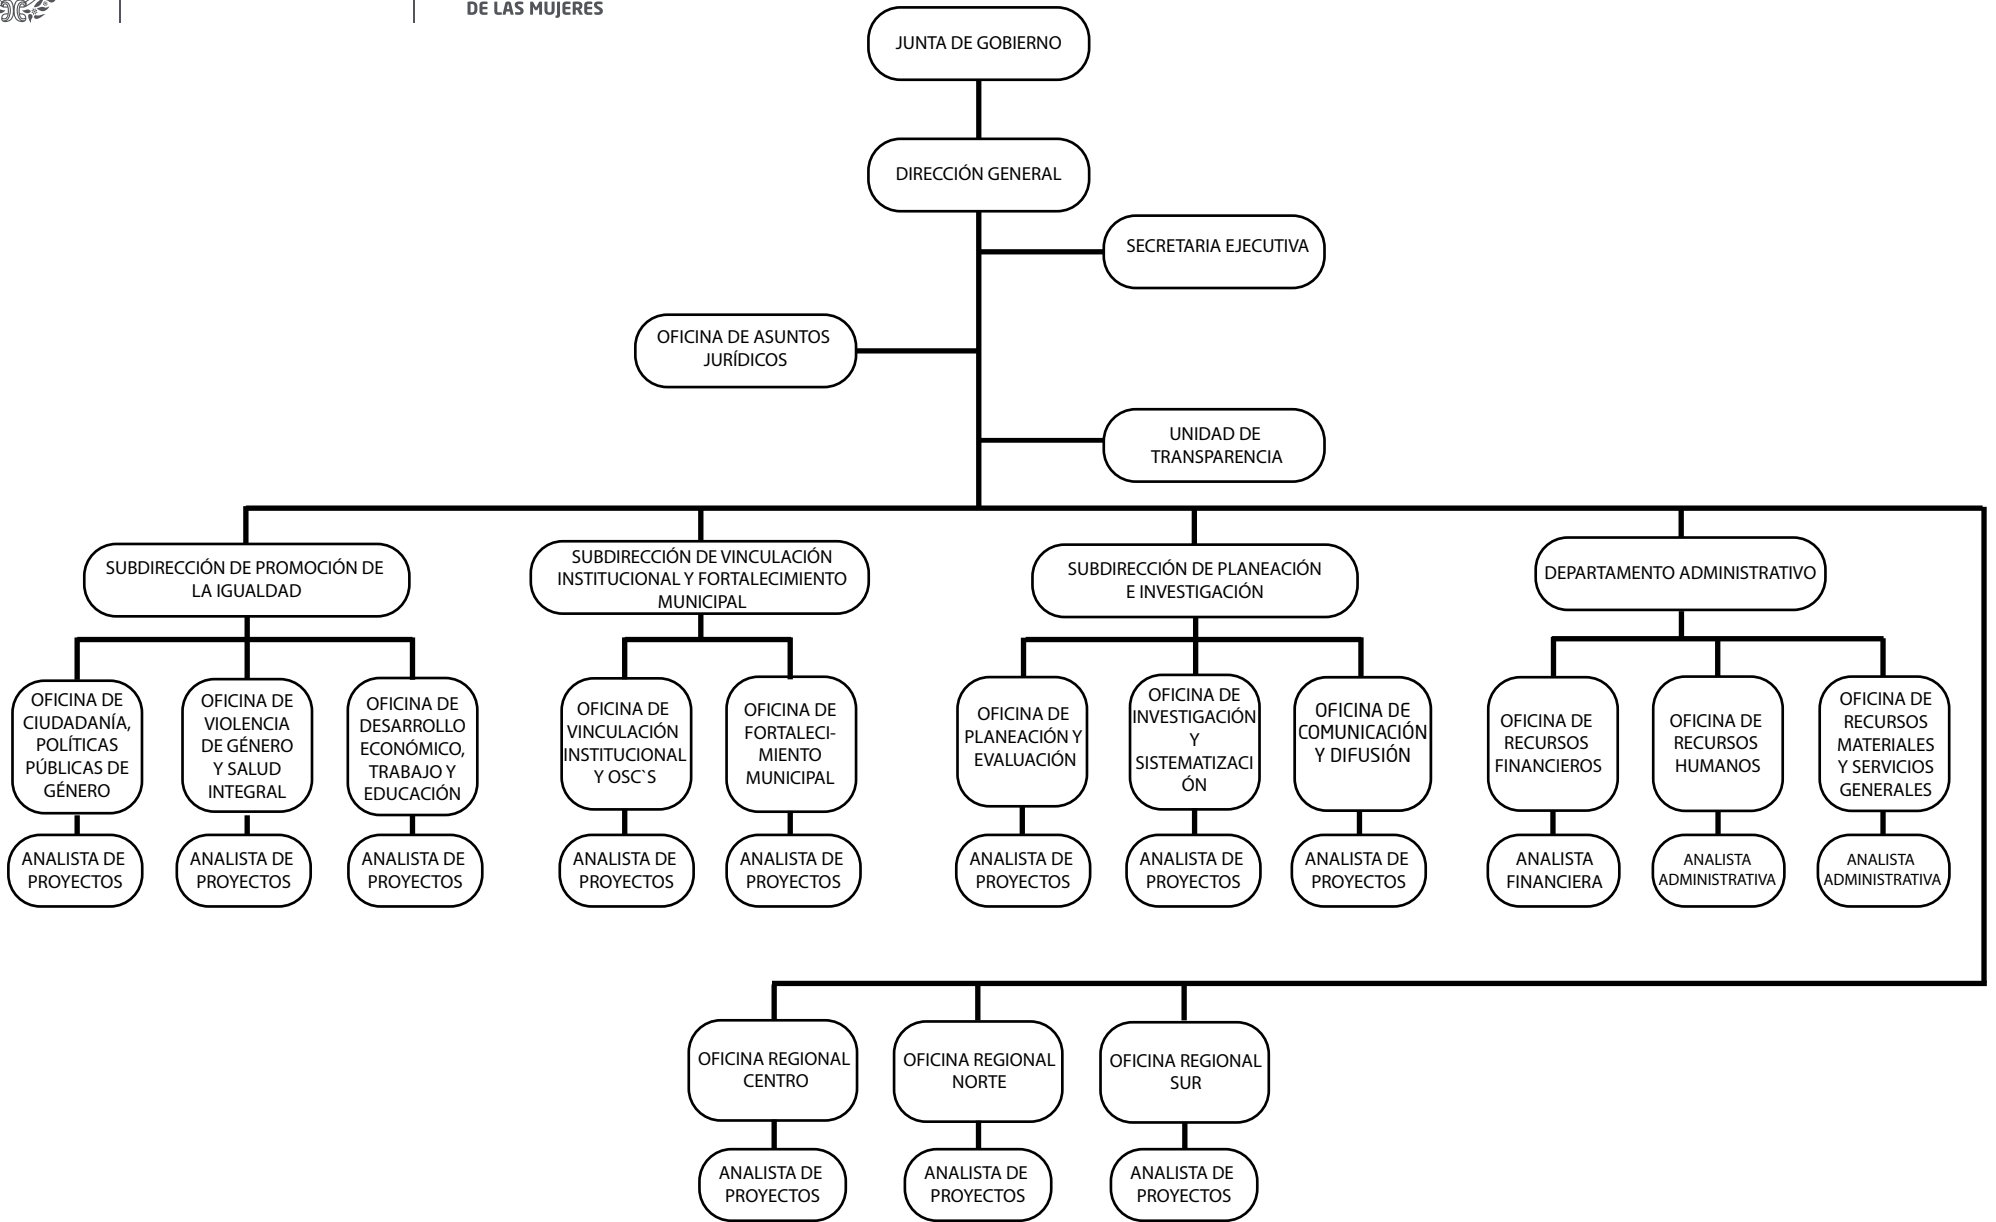 DE LAS MUJERES
JUNTA DE GOBIERNO
DIRECCIÓN GENERAL
SECRETARIA EJECUTIVA
OFICINA DE ASUNTOS
JURÍDICOS
UNIDAD DE
TRANSPARENCIA
SUBDIRECCIÓN DE PROMOCIÓN DE
LA IGUALDAD
SUBDIRECCIÓN DE VINCULACIÓN
INSTITUCIONAL Y FORTALECIMIENTO
MUNICIPAL
SUBDIRECCIÓN DE PLANEACIÓN
E INVESTIGACIÓN
DEPARTAMENTO ADMINISTRATIVO
OFICINA DE
CIUDADANÍA,
POLÍTICAS
PÚBLICAS DE
GÉNERO
OFICINA DE
VIOLENCIA
DE GÉNERO
Y SALUD
INTEGRAL
OFICINA DE
DESARROLLO
ECONÓMICO,
TRABAJO Y
EDUCACIÓN
OFICINA DE
VINCULACIÓN
INSTITUCIONAL
Y OSC`S
OFICINA DE
FORTALECI-
MIENTO
MUNICIPAL
OFICINA DE
PLANEACIÓN Y
EVALUACIÓN
OFICINA DE
INVESTIGACIÓN
Y
SISTEMATIZACI
ÓN
OFICINA DE
COMUNICACIÓN
Y DIFUSIÓN
OFICINA DE
RECURSOS
FINANCIEROS
OFICINA DE
RECURSOS
HUMANOS
OFICINA DE
RECURSOS
MATERIALES
Y SERVICIOS
GENERALES
ANALISTA DE
PROYECTOS
ANALISTA DE
PROYECTOS
ANALISTA DE
PROYECTOS
ANALISTA DE
PROYECTOS
ANALISTA DE
PROYECTOS
ANALISTA DE
PROYECTOS
ANALISTA DE
PROYECTOS
ANALISTA DE
PROYECTOS
ANALISTA
FINANCIERA
ANALISTA
ADMINISTRATIVA
ANALISTA
ADMINISTRATIVA
OFICINA REGIONAL
CENTRO
OFICINA REGIONAL
NORTE
OFICINA REGIONAL
SUR
ANALISTA DE
PROYECTOS
ANALISTA DE
PROYECTOS
ANALISTA DE
PROYECTOS